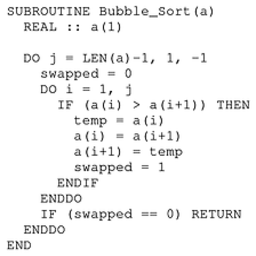 SUBROUTINE Bubble_Sort(a)
  REAL :: a(1)

  DO j = LEN(a)-1, 1, -1
    swapped = 0
    DO i = 1, j
      IF (a(i) > a(i+1)) THEN
        temp = a(i)
        a(i) = a(i+1)
        a(i+1) = temp
        swapped = 1
      ENDIF
    ENDDO
    IF (swapped == 0) RETURN
  ENDDO
END